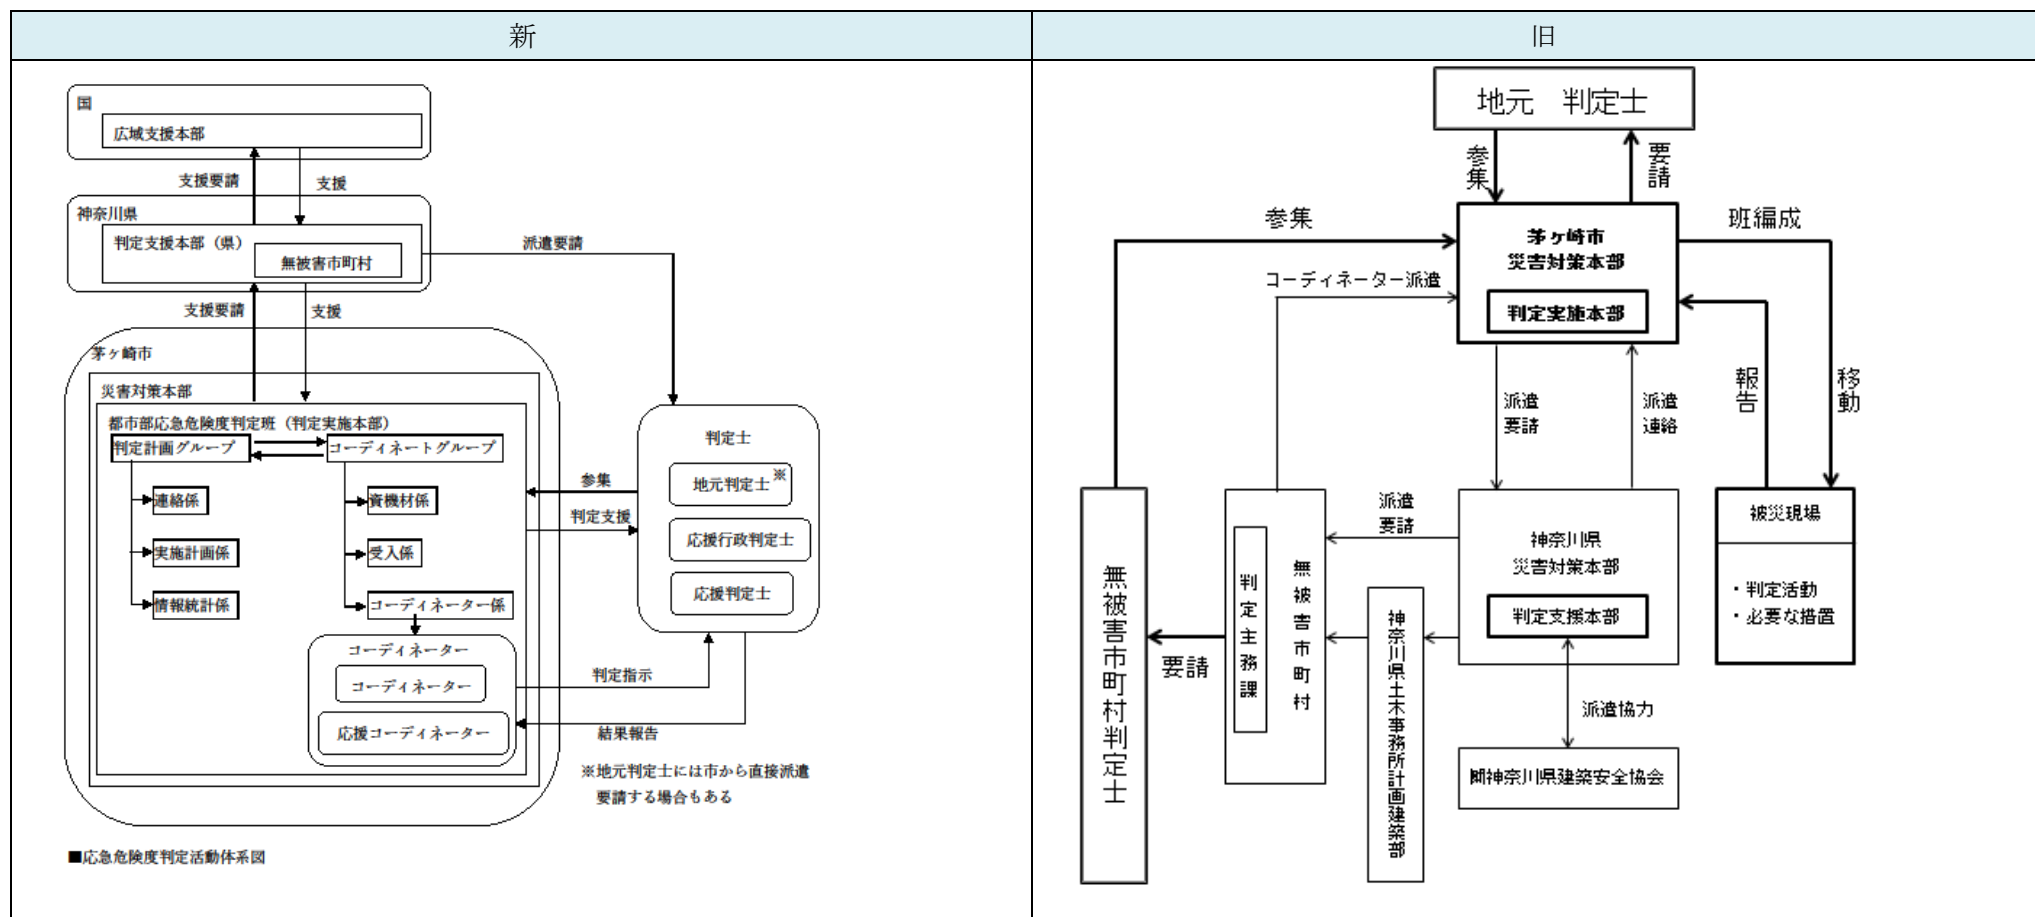 新
旧
国
広域支援本部
支援要請
支援
神奈川県
判定支援本部（県）
無被害市町村
派遣要請
支援要請
支援
茅ヶ崎市
災害対策本部
都市部応急危険度判定班（判定実施本部）
判定計画グループ
コーディネートグループ
連絡係
資機材係
実施計画係
受入係
情報統計係
コーディネーター係
コーディネーター
コーディネーター
応援コーディネーター
参集
判定支援
判定士
地元判定士※
応援行政判定士
応援判定士
判定指示
結果報告
※地元判定士には市から直接派遣
要請する場合もある
■応急危険度判定活動体系図
地元　判定士
参集
要請
参集
茅ヶ崎市
災害対策本部
判定実施本部
班編成
コーディネーター派遣
派遣
要請
派遣
連絡
報告
移動
無被害市町村判定士
要請
判定主務課
無被害市町村
派遣
要請
神奈川県土木事務所計画建築部
神奈川県
災害対策本部
判定支援本部
派遣協力
神奈川県建築安全協会
被災現場
・判定活動
・必要な措置